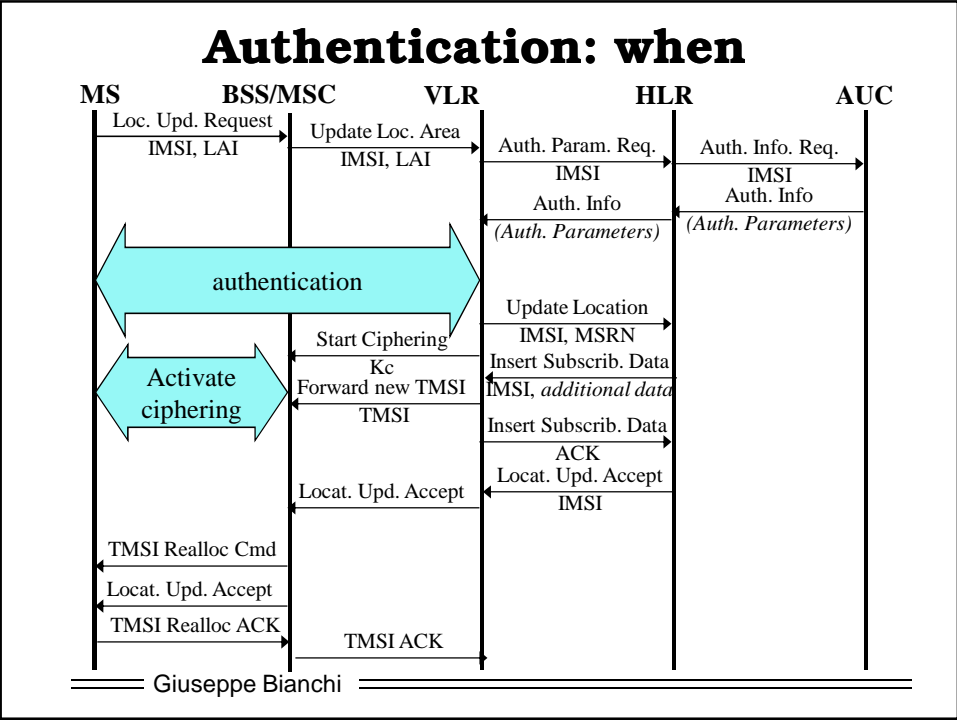 Authentication: when
MS BSS/MSC VLR HLR AUC
Loc. Upd. Request
IMSI, LAI
Update Loc. Area
IMSI, LAI
Auth. Param. Req.
IMSI
Auth. Info. Req.
IMSI
Auth. Info
(Auth. Parameters)
Auth. Info
(Auth. Parameters)
authentication
Update Location
IMSI, MSRN
Start Ciphering
Kc
Insert Subscrib. Data
IMSI, additional data
Activate
ciphering
Forward new TMSI
TMSI
Insert Subscrib. Data
ACK
Locat. Upd. Accept
IMSI
Locat. Upd. Accept
TMSI Realloc Cmd
Locat. Upd. Accept
TMSI Realloc ACK
TMSI ACK
Giuseppe Bianchi